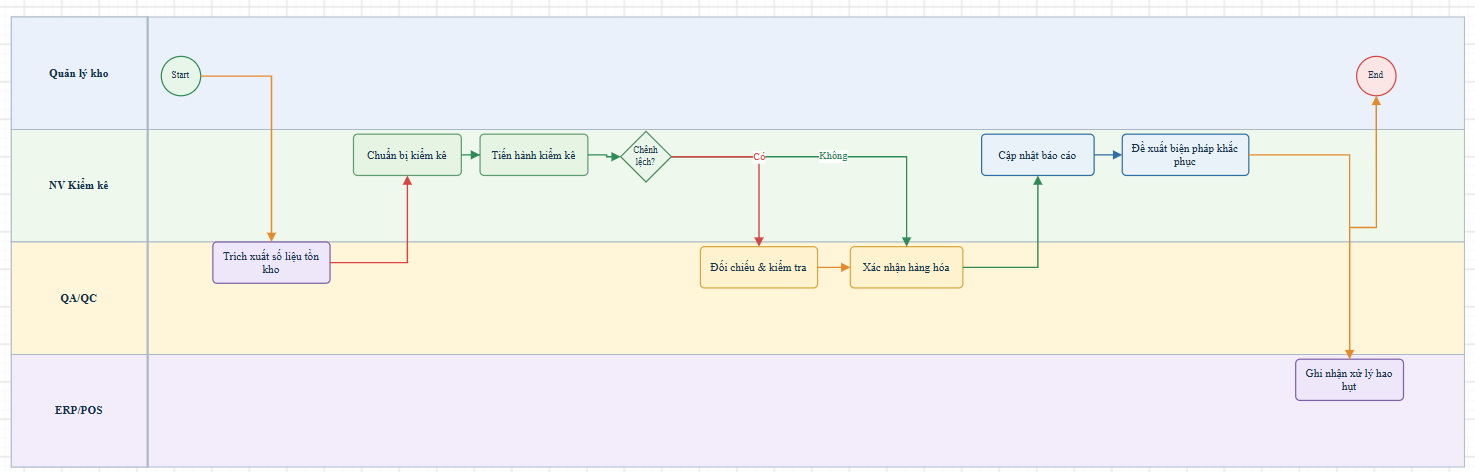 Quản lý kho
Start
End
NV Kiểm kê
Chuẩn bị kiểm kê
Tiến hành kiểm kê
Chênh
lệch?
Có
Không
Cập nhật báo cáo
Đề xuất biện pháp khắc
phục
QA/QC
Trích xuất số liệu tồn
kho
Đối chiếu & kiểm tra
Xác nhận hàng hóa
ERP/POS
Ghi nhận xử lý hao
hụt